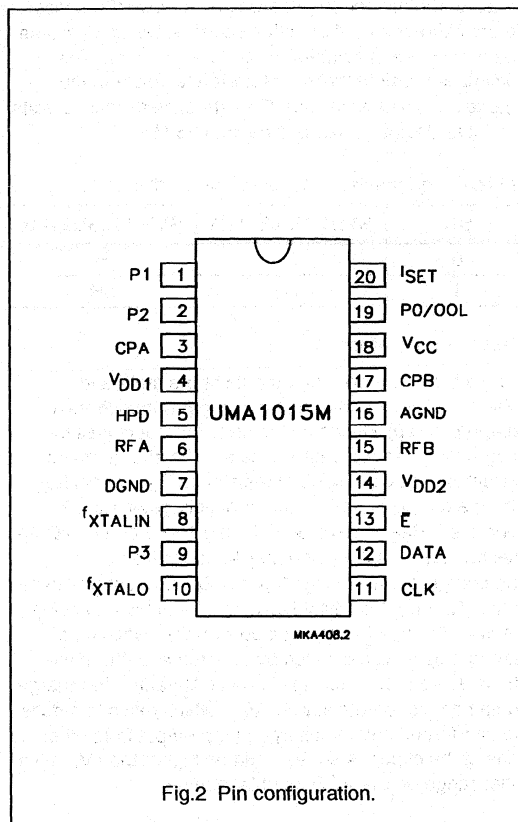 P1 1
P2 2
CPA 3
VDD1 4
HPD 5
RFA 6
DGND 7
fXTALIN 8
P3 9
fXTALO 10
UMA1015M
20 ISET
19 P0/OOL
18 VCC
17 CPB
16 AGND
15 RFB
14 VDD2
13 E̅
12 DATA
11 CLK
MKA408.2
Fig.2 Pin configuration.